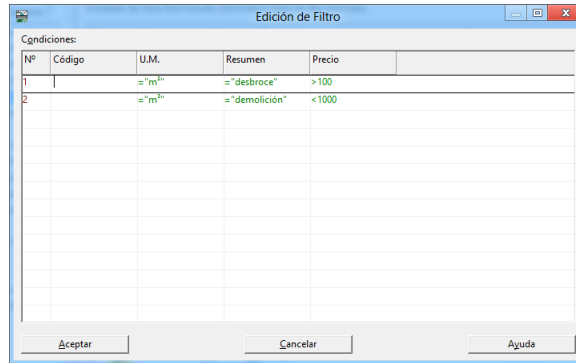 Edición de Filtro
Condiciones:
Nº Código U.M. Resumen Precio
1 ="m²" ="desbroce" >100
2 ="m²" ="demolición" <1000
Aceptar Cancelar Ayuda